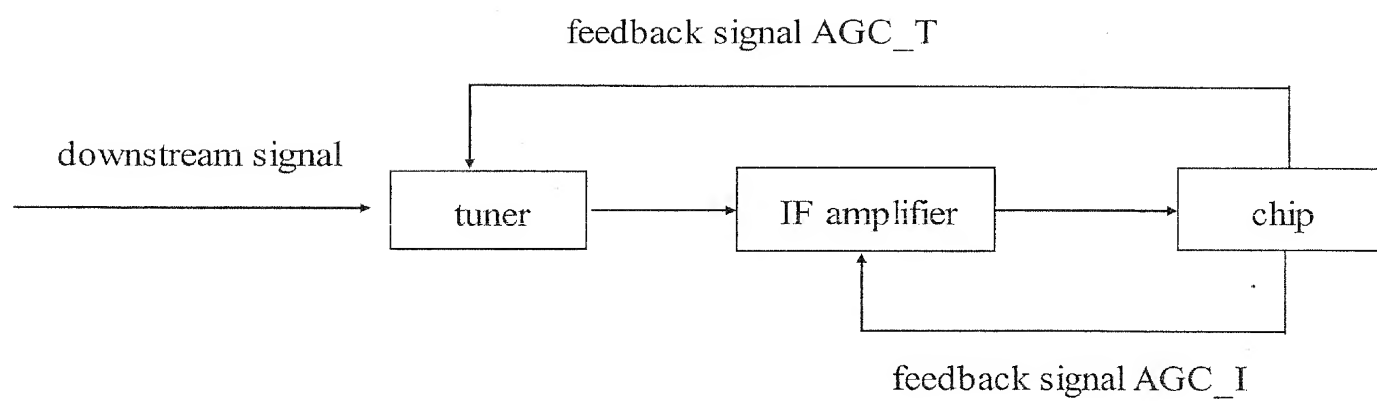 feedback signal AGC_T
downstream signal
tuner
IF amplifier
chip
feedback signal AGC_I